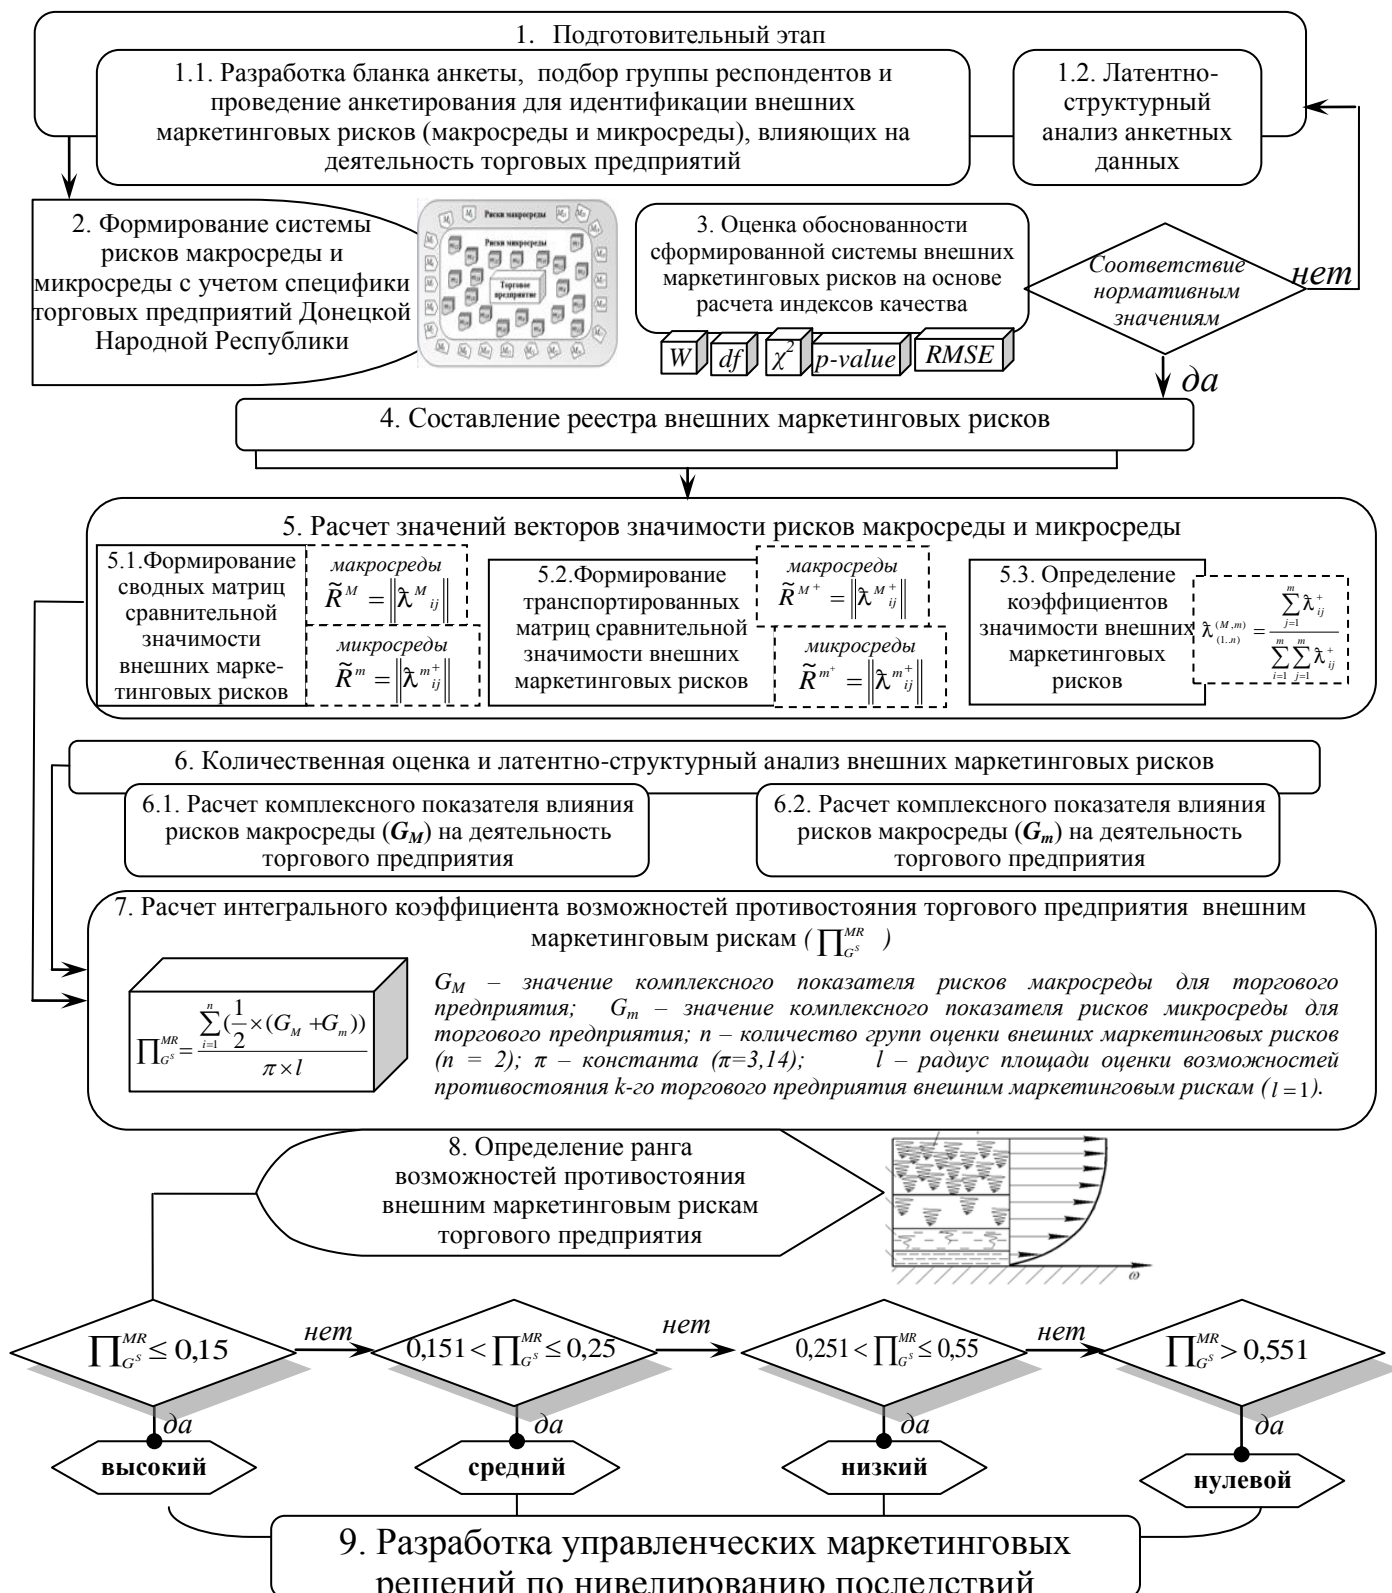 1. Подготовительный этап
1.1. Разработка бланка анкеты, подбор группы респондентов и
проведение анкетирования для идентификации внешних
маркетинговых рисков (макросреды и микросреды), влияющих на
деятельность торговых предприятий
1.2. Латентно-
структурный
анализ анкетных
данных
2. Формирование системы
рисков макросреды и
микросреды с учетом специфики
торговых предприятий Донецкой
Народной Республики
Риски макросреды
Риски микросреды
Торговое
предприятие
3. Оценка обоснованности
сформированной системы внешних
маркетинговых рисков на основе
расчета индексов качества
W df χ² p-value RMSE
Соответствие
нормативным
значениям
нет
да
4. Составление реестра внешних маркетинговых рисков
5. Расчет значений векторов значимости рисков макросреды и микросреды
5.1.Формирование
сводных матриц
сравнительной
значимости
внешних марке-
тинговых рисков
макросреды
R̃^M = ‖λ̃^M_ij‖
микросреды
R̃^m = ‖λ̃^m+_ij‖
5.2.Формирование
транспортированных
матриц сравнительной
значимости внешних
маркетинговых рисков
макросреды
R̃^M+ = ‖λ̃^M+_ij‖
микросреды
R̃^m+ = ‖λ̃^m+_ij‖
5.3. Определение
коэффициентов
значимости внешних
маркетинговых
рисков
λ̃^(M,m)_(1..n) = ∑_{j=1}^{m} λ̃^+_ij / ∑_{i=1}^{m} ∑_{j=1}^{m} λ̃^+_ij
6. Количественная оценка и латентно-структурный анализ внешних маркетинговых рисков
6.1. Расчет комплексного показателя влияния
рисков макросреды (G_M) на деятельность
торгового предприятия
6.2. Расчет комплексного показателя влияния
рисков макросреды (G_m) на деятельность
торгового предприятия
7. Расчет интегрального коэффициента возможностей противостояния торгового предприятия внешним
маркетинговым рискам (∏^MR_G^S )
∏^MR_G^S = ∑_{i=1}^{n} (1/2 × (G_M + G_m)) / π × l
G_M – значение комплексного показателя рисков макросреды для торгового
предприятия; G_m – значение комплексного показателя рисков микросреды для
торгового предприятия; n – количество групп оценки внешних маркетинговых рисков
(n = 2); π – константа (π=3,14); l – радиус площади оценки возможностей
противостояния k-го торгового предприятия внешним маркетинговым рискам (l = 1).
8. Определение ранга
возможностей противостояния
внешним маркетинговым рискам
торгового предприятия
ω
∏^MR_G^S ≤ 0,15
нет
0,151 < ∏^MR_G^S ≤ 0,25
нет
0,251 < ∏^MR_G^S ≤ 0,55
нет
∏^MR_G^S > 0,551
да
да
да
да
высокий
средний
низкий
нулевой
9. Разработка управленческих маркетинговых
решений по нивелированию последствий